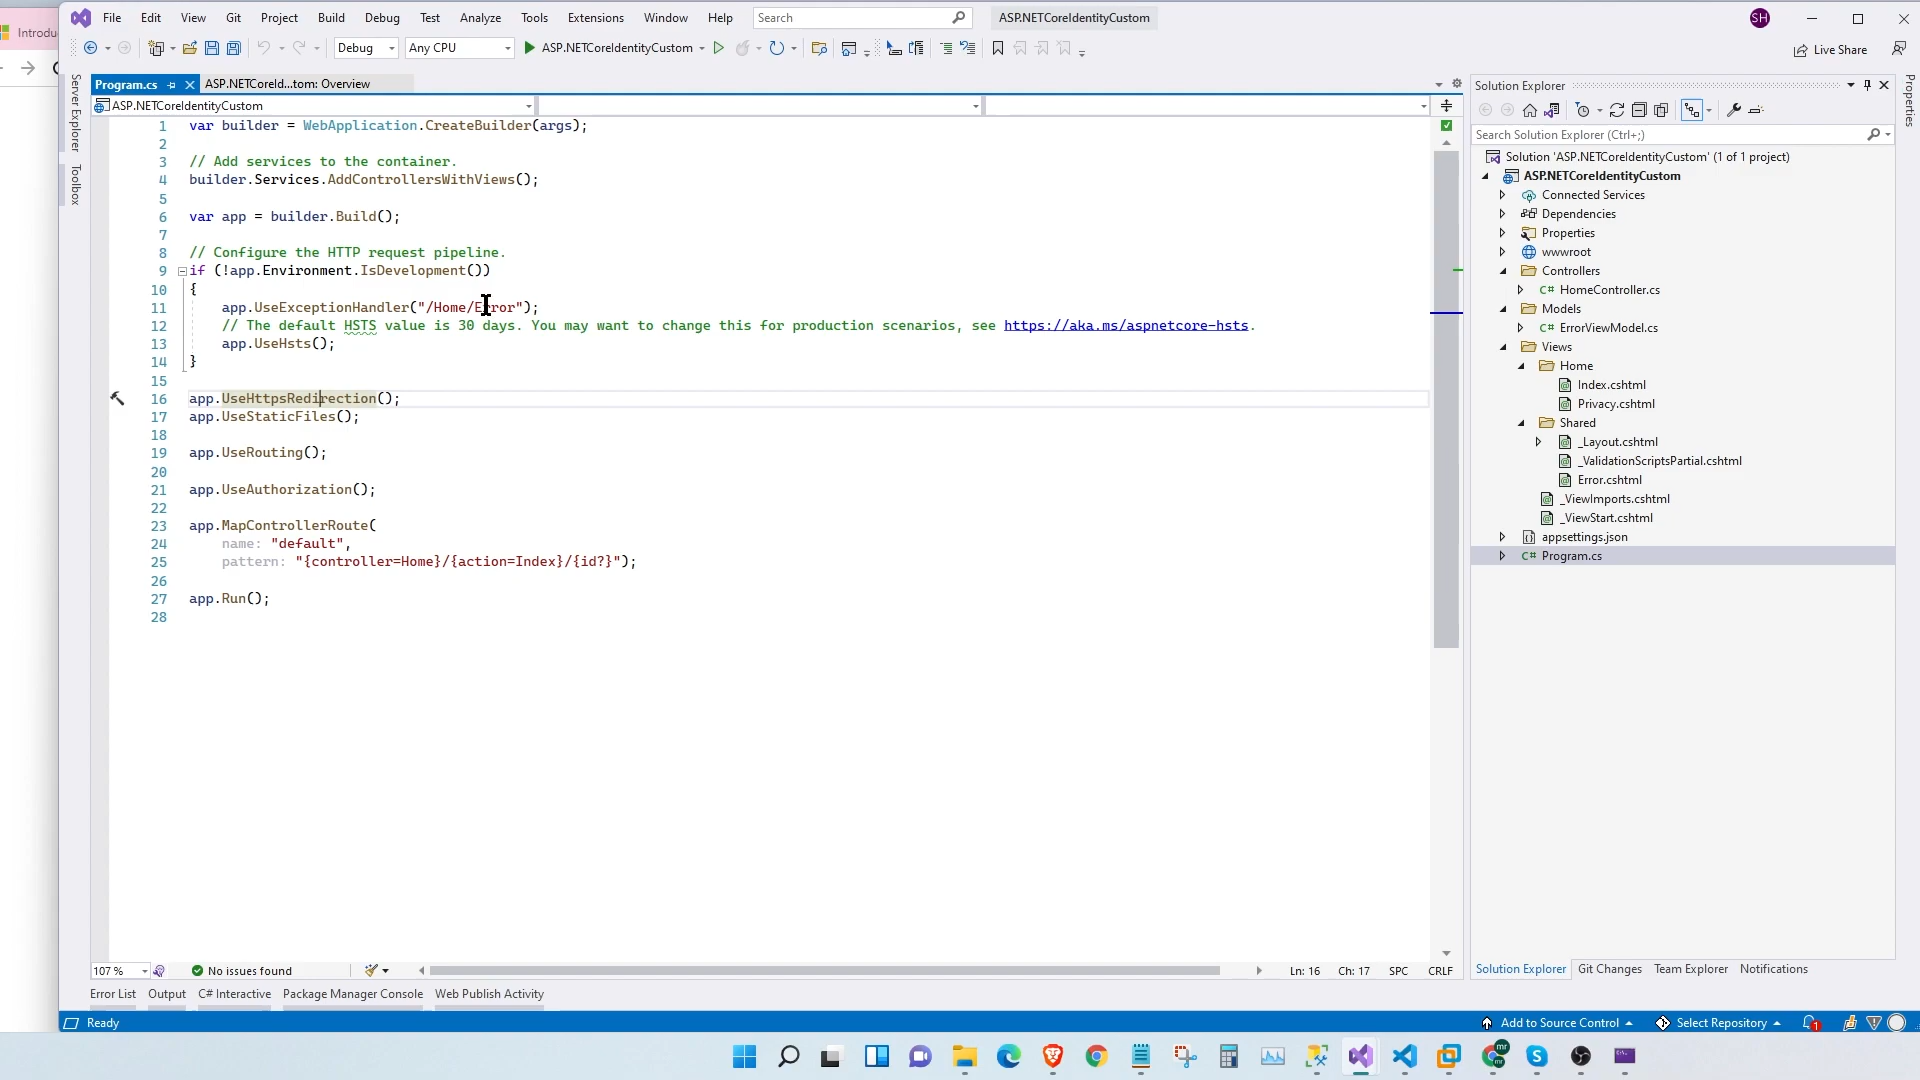 Introduc
File Edit View Git Project Build Debug Test Analyze Tools Extensions Window Help Search ASP.NETCoreIdentityCustom SH
Debug Any CPU ASP.NETCoreIdentityCustom Live Share
Server Explorer
Toolbox
Program.cs ASP.NETCoreId...tom: Overview
ASP.NETCoreIdentityCustom
1 var builder = WebApplication.CreateBuilder(args);
2
3 // Add services to the container.
4 builder.Services.AddControllersWithViews();
5
6 var app = builder.Build();
7
8 // Configure the HTTP request pipeline.
9 if (!app.Environment.IsDevelopment())
10 {
11 app.UseExceptionHandler("/Home/Error");
12 // The default HSTS value is 30 days. You may want to change this for production scenarios, see https://aka.ms/aspnetcore-hsts.
13 app.UseHsts();
14 }
15
16 app.UseHttpsRedirection();
17 app.UseStaticFiles();
18
19 app.UseRouting();
20
21 app.UseAuthorization();
22
23 app.MapControllerRoute(
24 name: "default",
25 pattern: "{controller=Home}/{action=Index}/{id?}");
26
27 app.Run();
28
107 % No issues found Ln: 16 Ch: 17 SPC CRLF
Solution Explorer
Search Solution Explorer (Ctrl+;)
Solution 'ASP.NETCoreIdentityCustom' (1 of 1 project)
ASP.NETCoreIdentityCustom
Connected Services
Dependencies
Properties
wwwroot
Controllers
C# HomeController.cs
Models
C# ErrorViewModel.cs
Views
Home
Index.cshtml
Privacy.cshtml
Shared
_Layout.cshtml
_ValidationScriptsPartial.cshtml
Error.cshtml
_ViewImports.cshtml
_ViewStart.cshtml
appsettings.json
C# Program.cs
Solution Explorer Git Changes Team Explorer Notifications
Properties
Error List Output C# Interactive Package Manager Console Web Publish Activity
Ready Add to Source Control Select Repository 1
mr